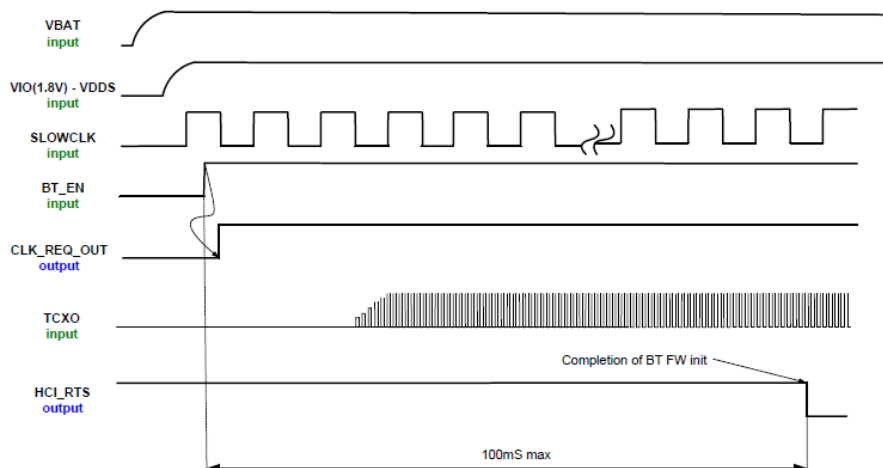 VBAT
input
VIO(1.8V) - VDDS
input
SLOWCLK
input
BT_EN
input
CLK_REQ_OUT
output
TCXO
input
Completion of BT FW init
HCI_RTS
output
100mS max